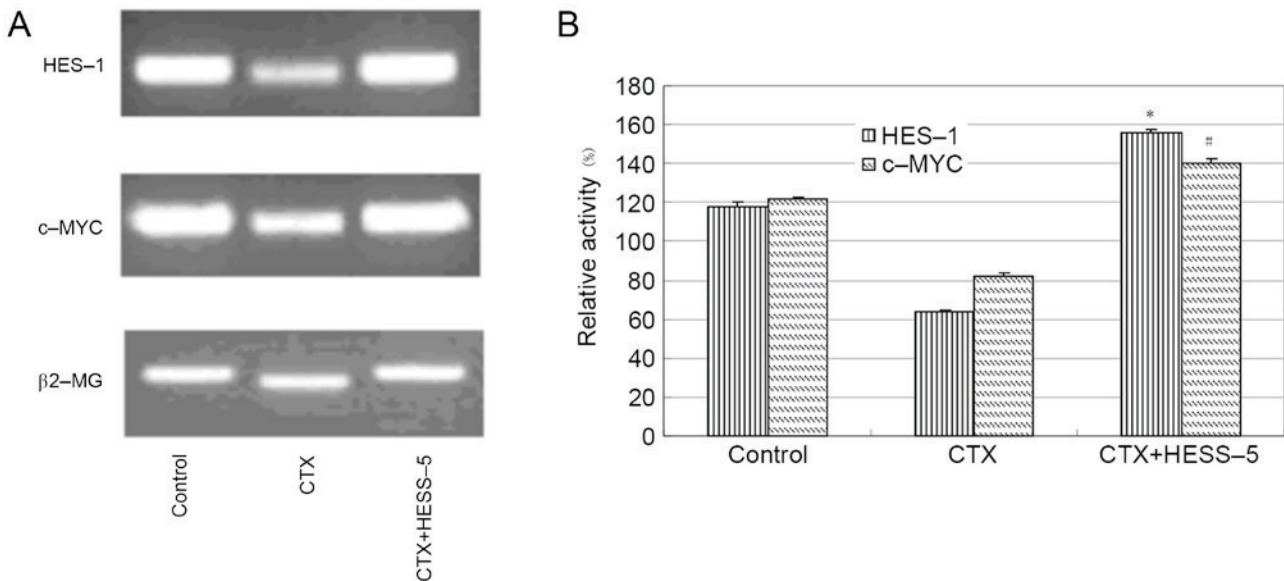 A
HES–1
c–MYC
β2–MG
Control
CTX
CTX+HESS–5
B
Relative activity (%)
180
160
140
120
100
80
60
40
20
0
HES–1
c–MYC
*
#
Control
CTX
CTX+HESS–5